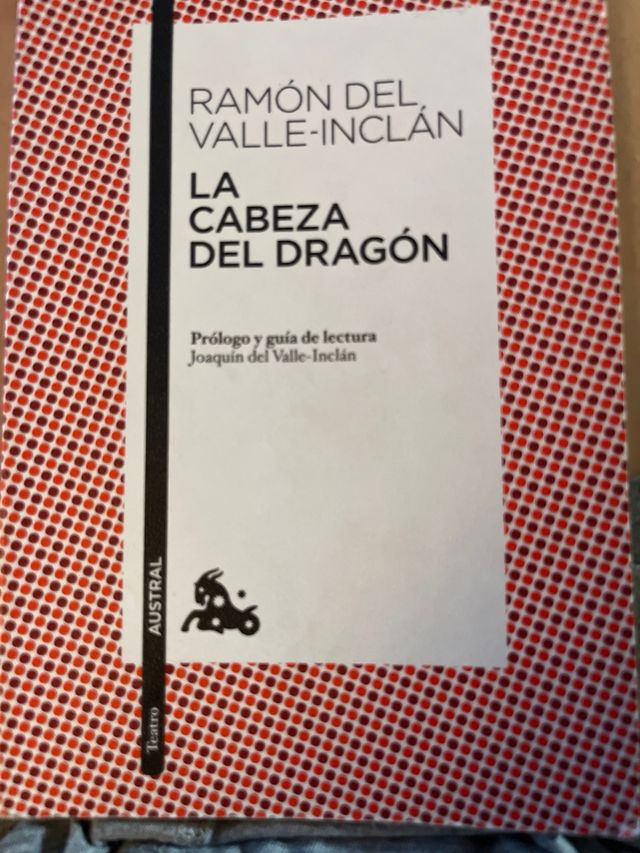 RAMÓN DEL
VALLE-INCLÁN
LA
CABEZA
DEL DRAGÓN
Prólogo y guía de lectura
Joaquín del Valle-Inclán
AUSTRAL
Teatro